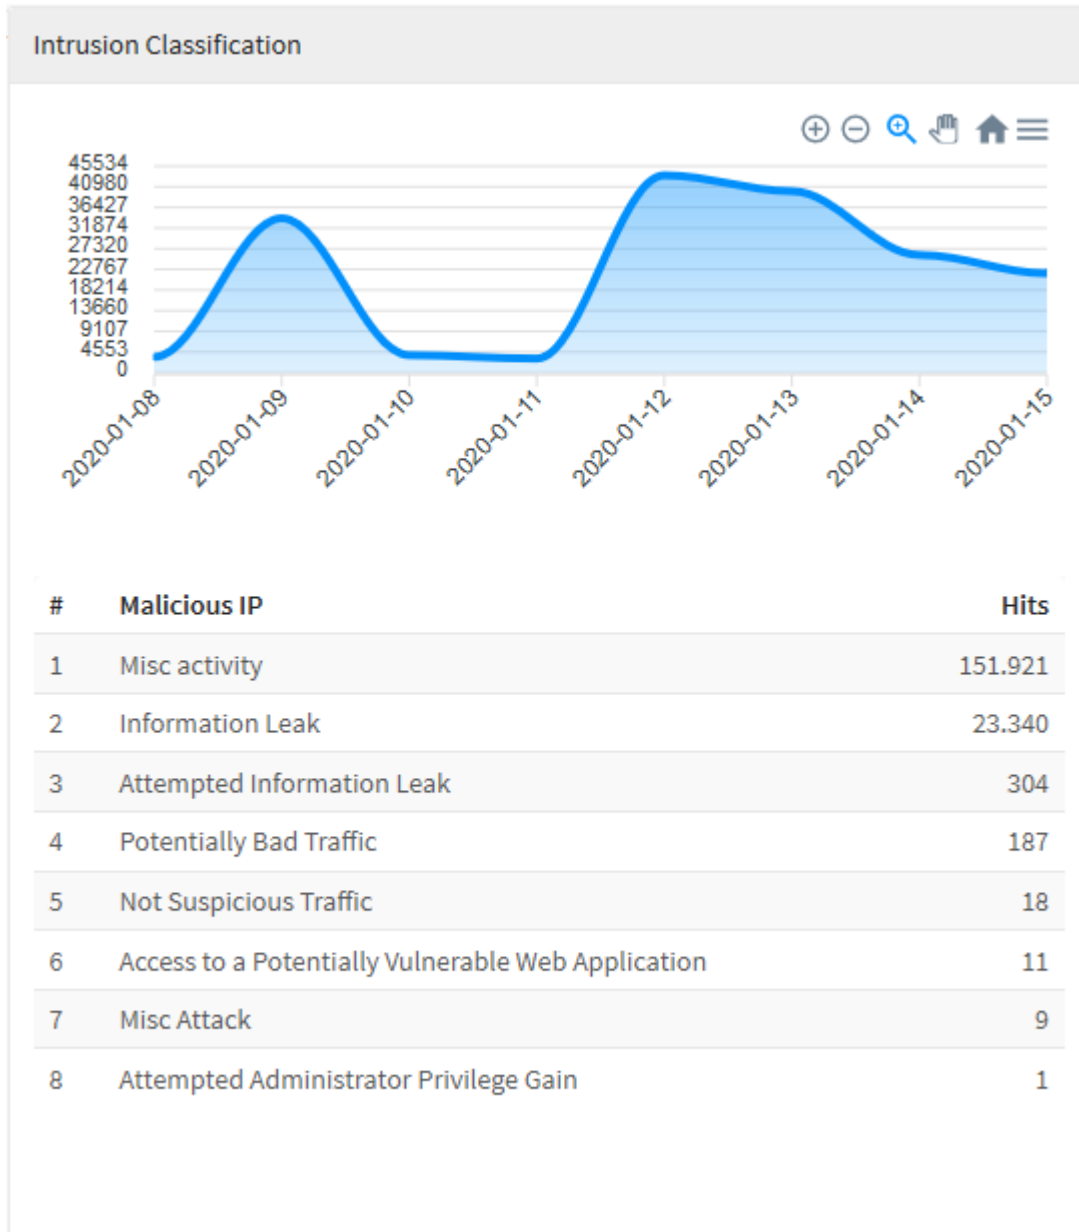 Intrusion Classification
45534
40980
36427
31874
27320
22767
18214
13660
9107
4553
0
2020-01-08
2020-01-09
2020-01-10
2020-01-11
2020-01-12
2020-01-13
2020-01-14
2020-01-15
# Malicious IP Hits
1 Misc activity 151.921
2 Information Leak 23.340
3 Attempted Information Leak 304
4 Potentially Bad Traffic 187
5 Not Suspicious Traffic 18
6 Access to a Potentially Vulnerable Web Application 11
7 Misc Attack 9
8 Attempted Administrator Privilege Gain 1